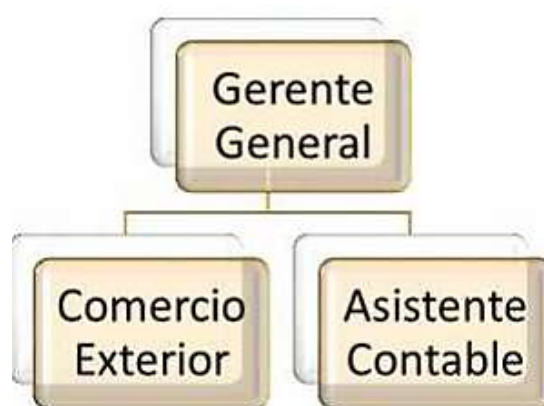 Gerente
General
Comercio
Exterior
Asistente
Contable